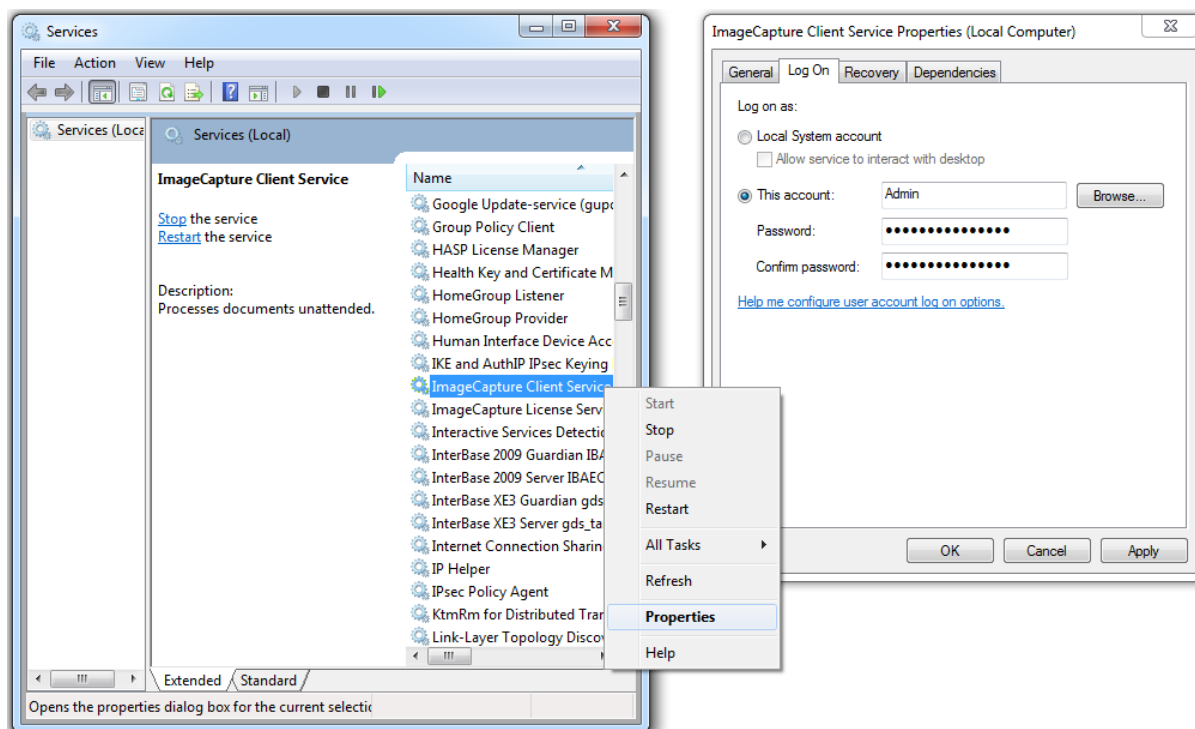 Services
File Action View Help
Services (Loca
Services (Local)
ImageCapture Client Service
Stop the service
Restart the service
Description:
Processes documents unattended.
Name
Google Update-service (gupd
Group Policy Client
HASP License Manager
Health Key and Certificate M
HomeGroup Listener
HomeGroup Provider
Human Interface Device Acc
IKE and AuthIP IPsec Keying
ImageCapture Client Service
ImageCapture License Serv
Interactive Services Detectio
InterBase 2009 Guardian IBA
InterBase 2009 Server IBAEC
InterBase XE3 Guardian gds
InterBase XE3 Server gds_ta
Internet Connection Sharin
IP Helper
IPsec Policy Agent
KtmRm for Distributed Tran
Link-Layer Topology Discov
Extended Standard
Opens the properties dialog box for the current selectic
Start
Stop
Pause
Resume
Restart
All Tasks
Refresh
Properties
Help
ImageCapture Client Service Properties (Local Computer)
General Log On Recovery Dependencies
Log on as:
Local System account
Allow service to interact with desktop
This account: Admin Browse...
Password: •••••••••••••••
Confirm password: •••••••••••••••
Help me configure user account log on options.
OK Cancel Apply